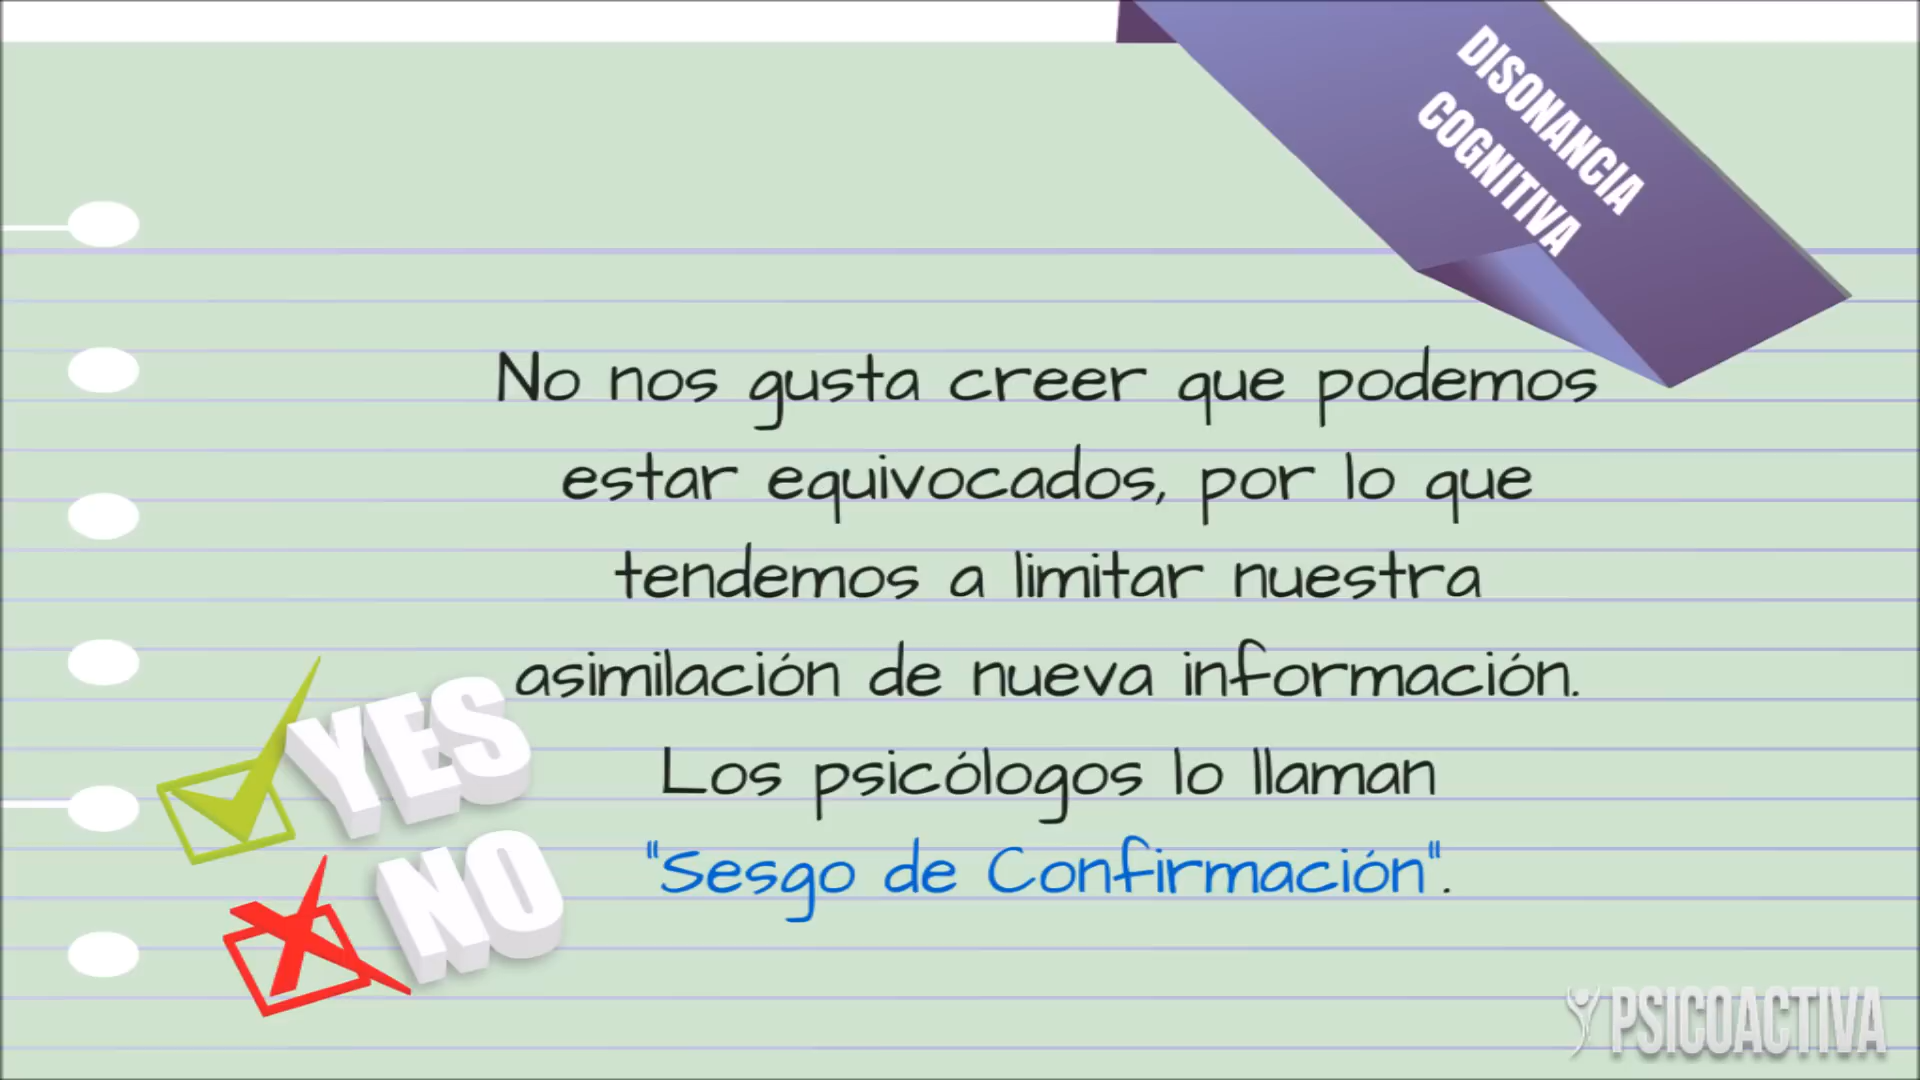 DISONANCIA
COGNITIVA
No nos gusta creer que podemos
estar equivocados, por lo que
tendemos a limitar nuestra
asimilación de nueva información.
Los psicólogos lo llaman
"Sesgo de Confirmación".
YES
NO
PSICOACTIVA